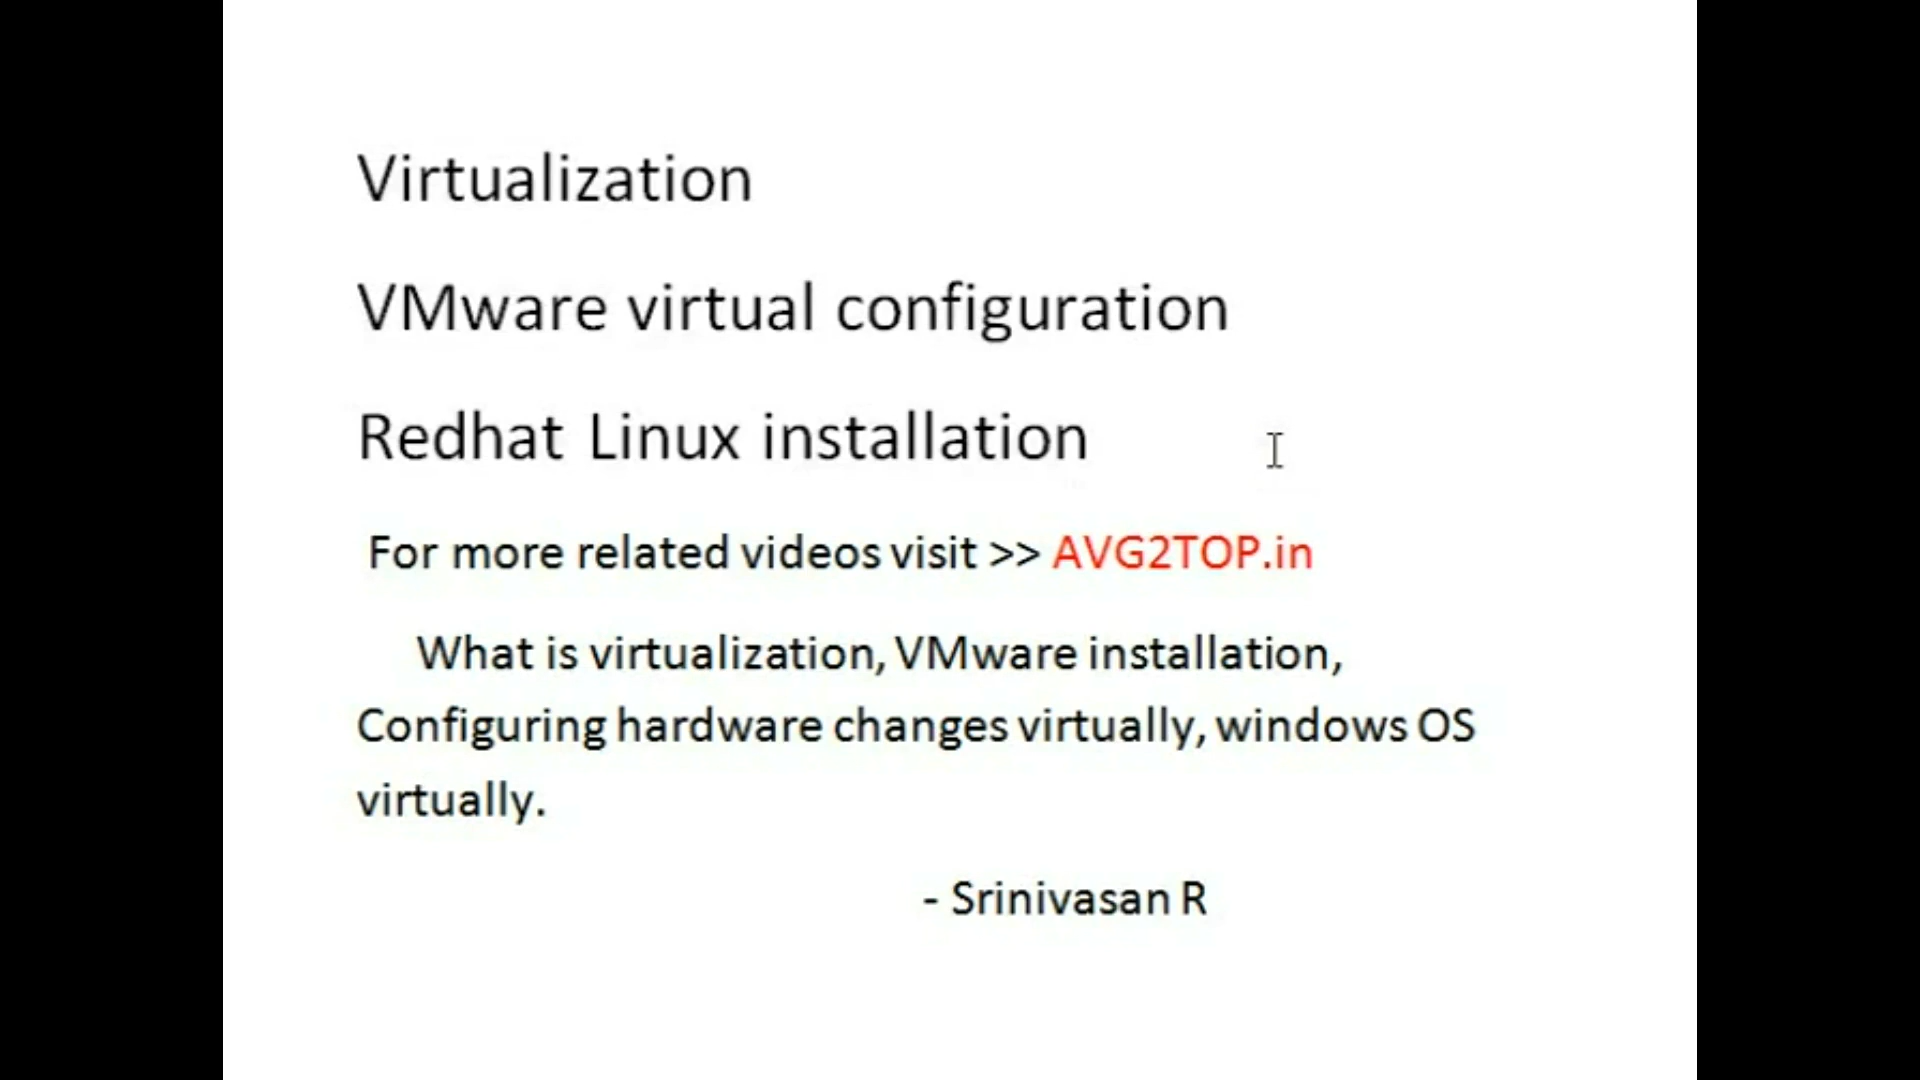 Virtualization
VMware virtual configuration
Redhat Linux installation
For more related videos visit >> AVG2TOP.in
What is virtualization, VMware installation,
Configuring hardware changes virtually, windows OS
virtually.
- Srinivasan R